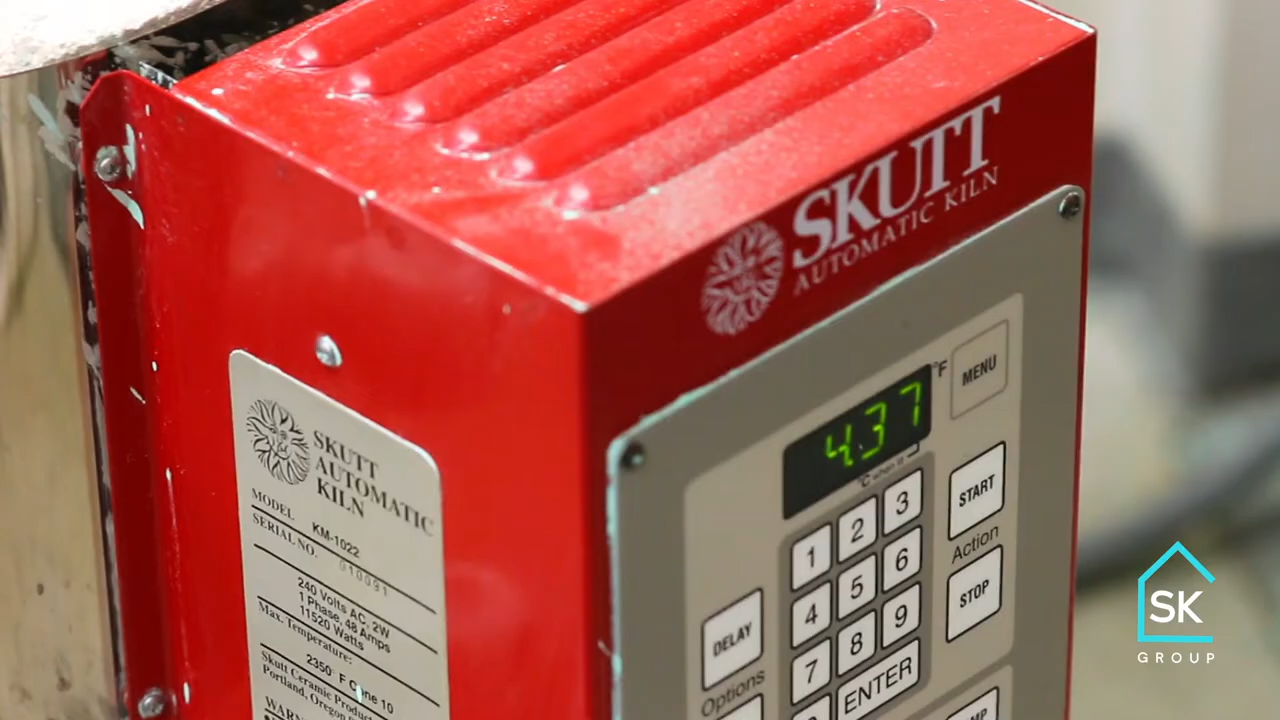 SKUTT
AUTOMATIC KILN
°F
MENU
4.37
°C when lit
1 2 3
START
4 5 6
Action
STOP
7 8 9
DELAY
ENTER
Options
SKUTT
AUTOMATIC
KILN
MODEL KM-1022
SERIAL NO. 010091
240 Volts AC, 2W
1 Phase, 48 Amps
11520 Watts
Max. Temperature:
2350° F Cone 10
Skutt Ceramic
Portland, Oregon
SK
GROUP